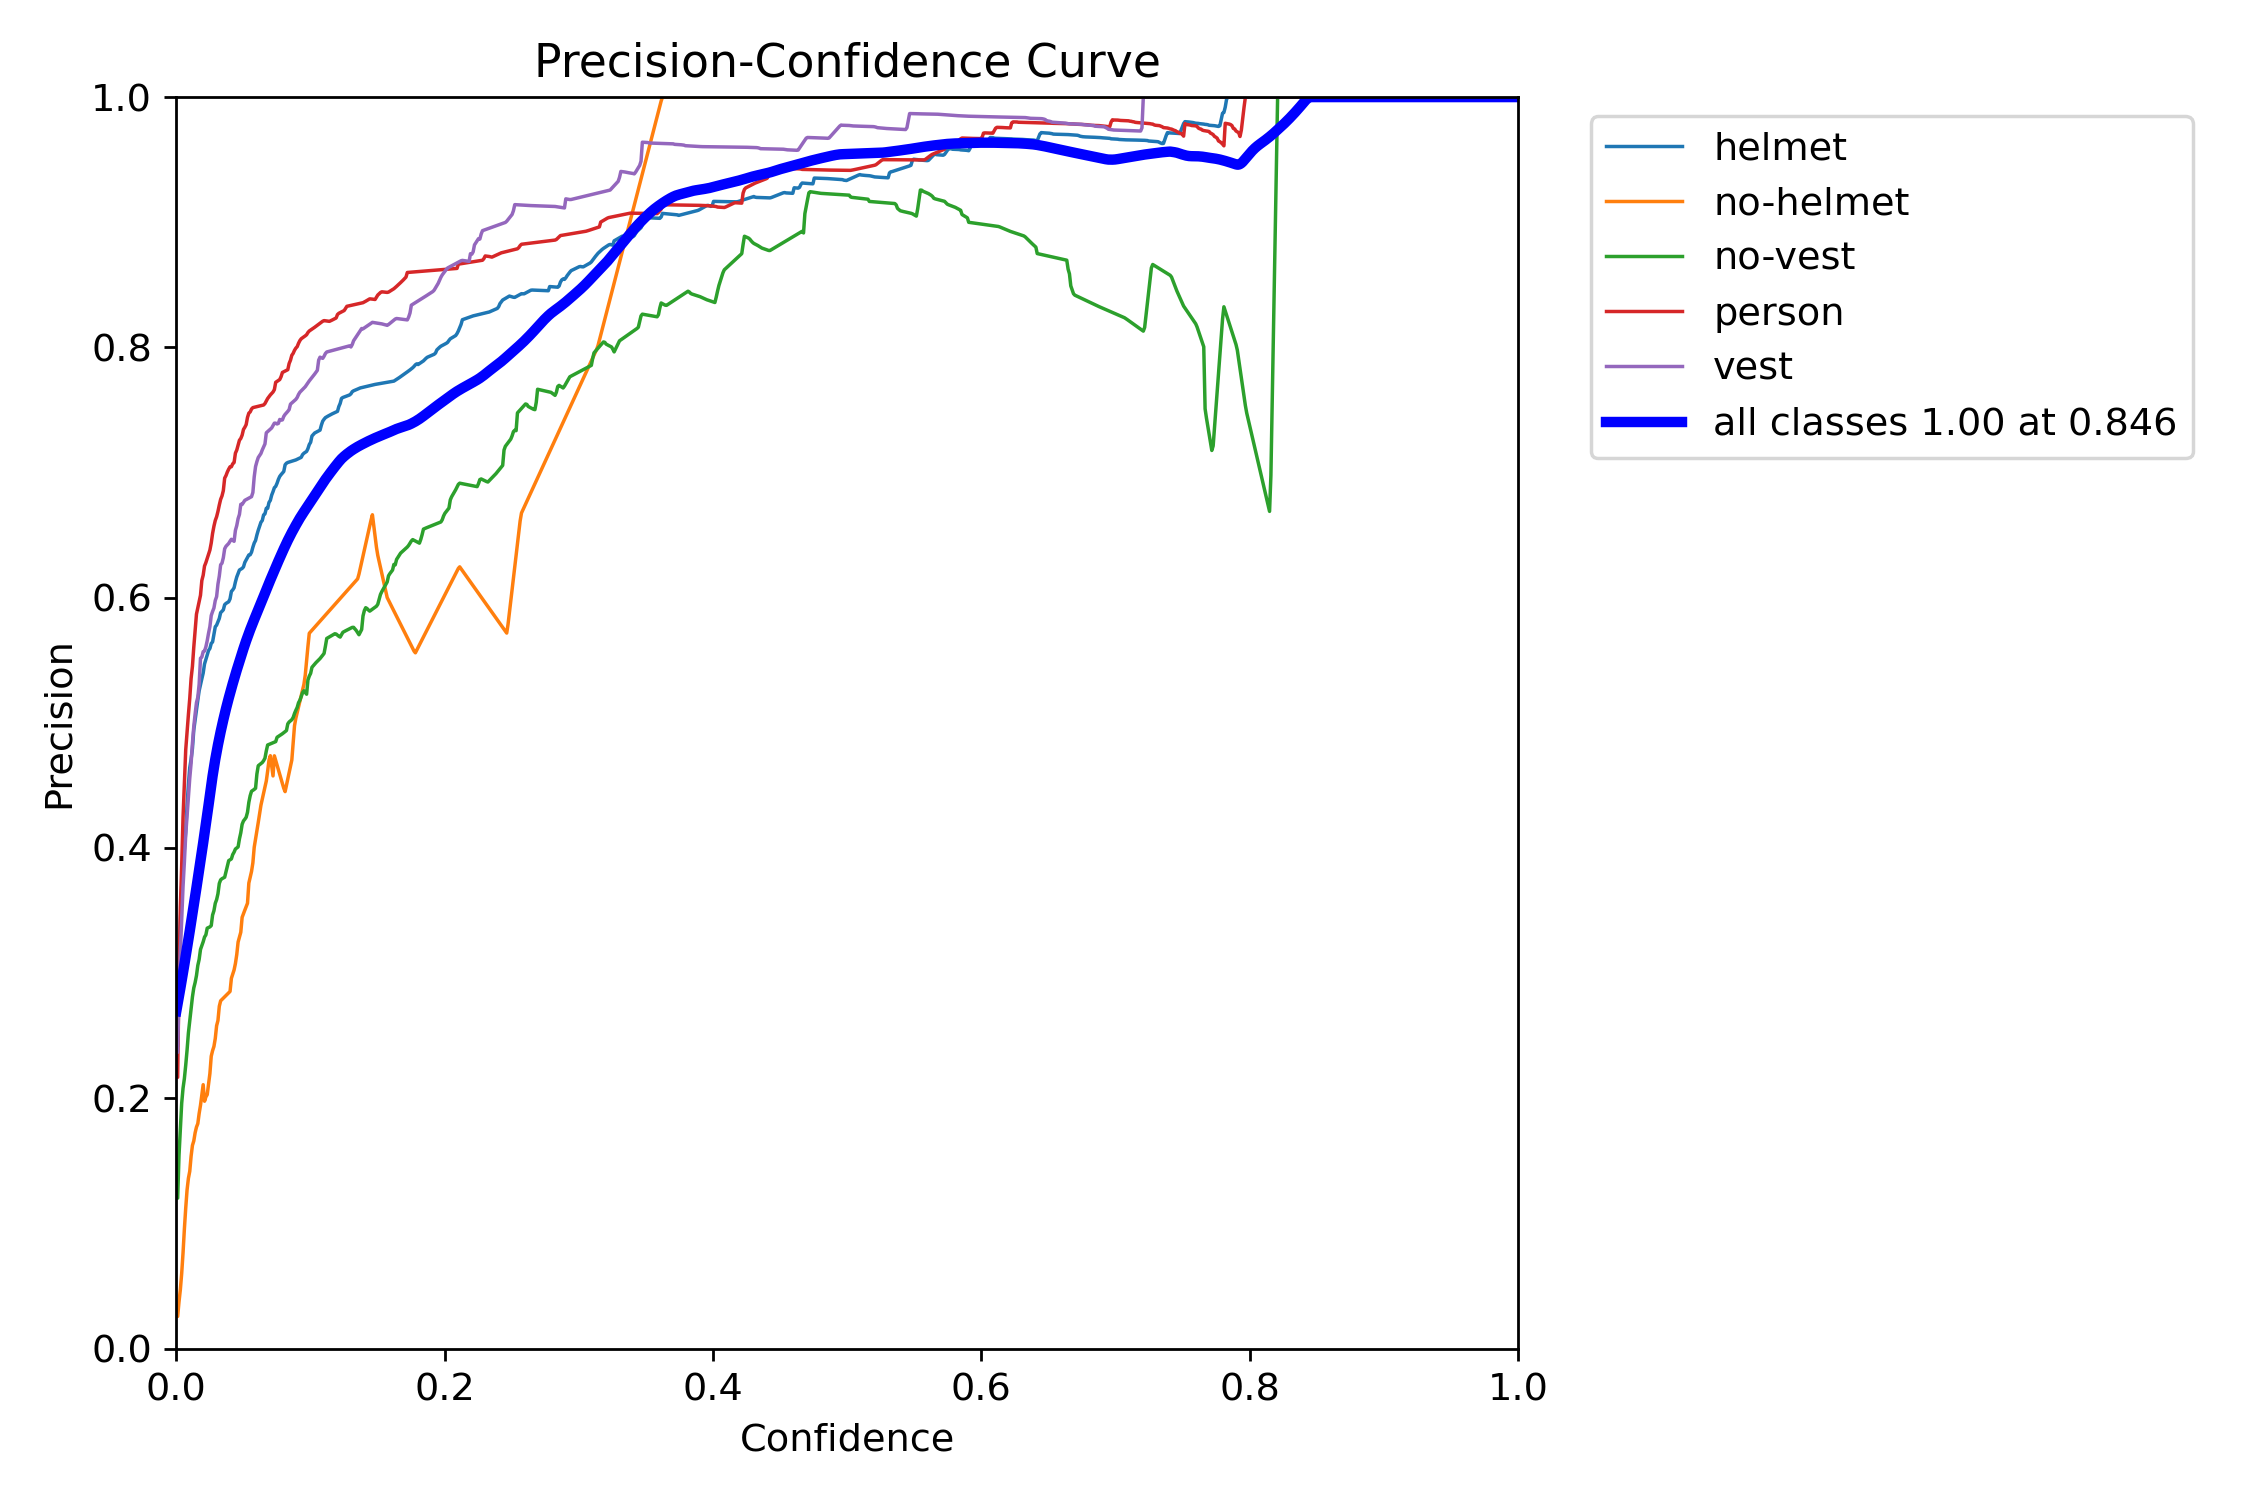 Precision-Confidence Curve
1.0
0.8
0.6
0.4
0.2
0.0
Precision
0.0 0.2 0.4 0.6 0.8 1.0
Confidence
helmet
no-helmet
no-vest
person
vest
all classes 1.00 at 0.846